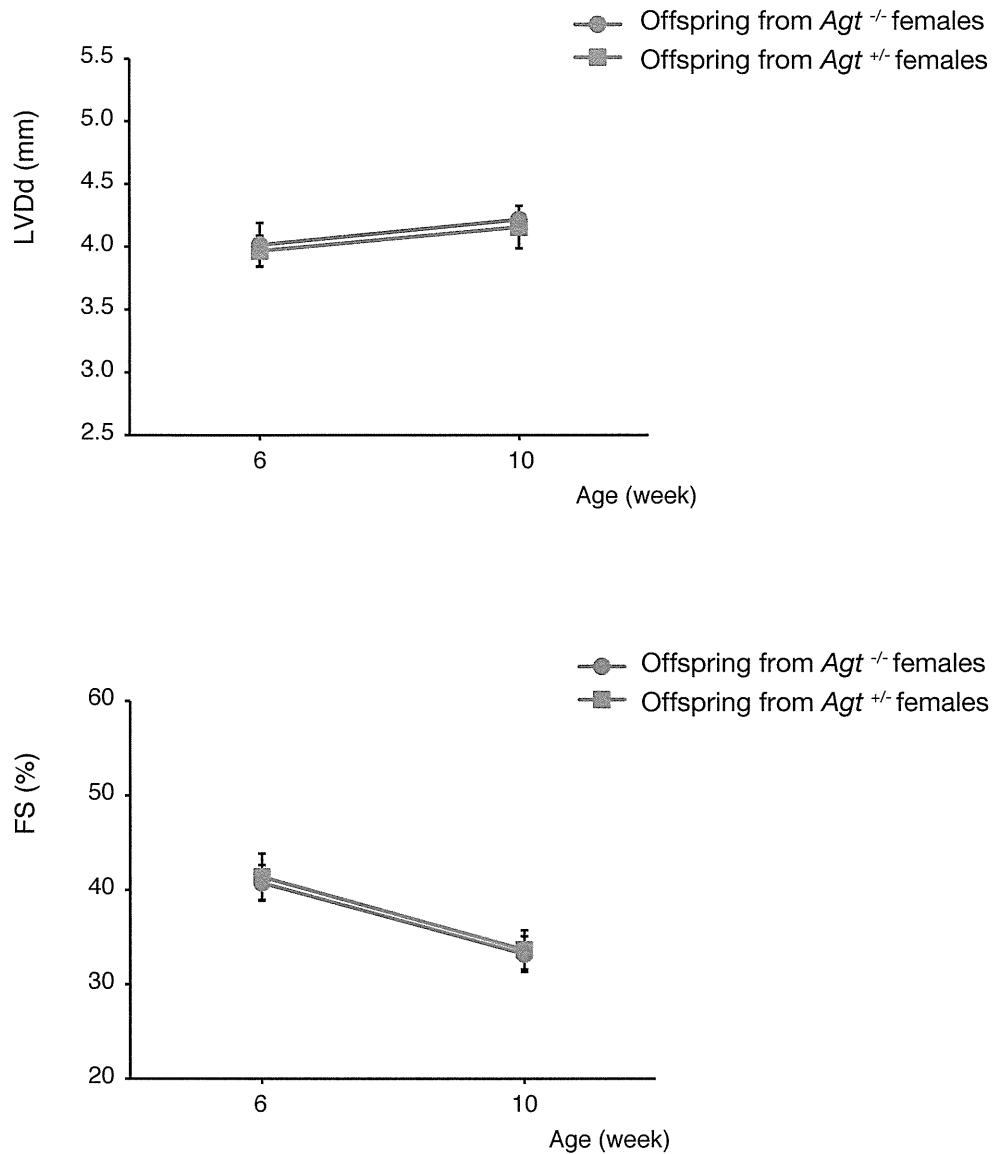 Offspring from Agt -/- females
Offspring from Agt +/- females
5.5
5.0
4.5
4.0
3.5
3.0
2.5
LVDd (mm)
6 10
Age (week)
Offspring from Agt -/- females
Offspring from Agt +/- females
60
50
40
30
20
FS (%)
6 10
Age (week)